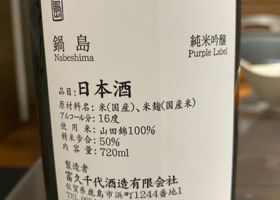 鍋島
Nabeshima
純米吟醸
Purple Label
品目:日本酒
原材料名:米(国産)、米麹(国産米)
アルコール分:16度
使用米:山田錦100%
精米歩合:50%
内容量:720ml
製造者
富久千代酒造有限会社
佐賀県鹿島市浜町1244番地1